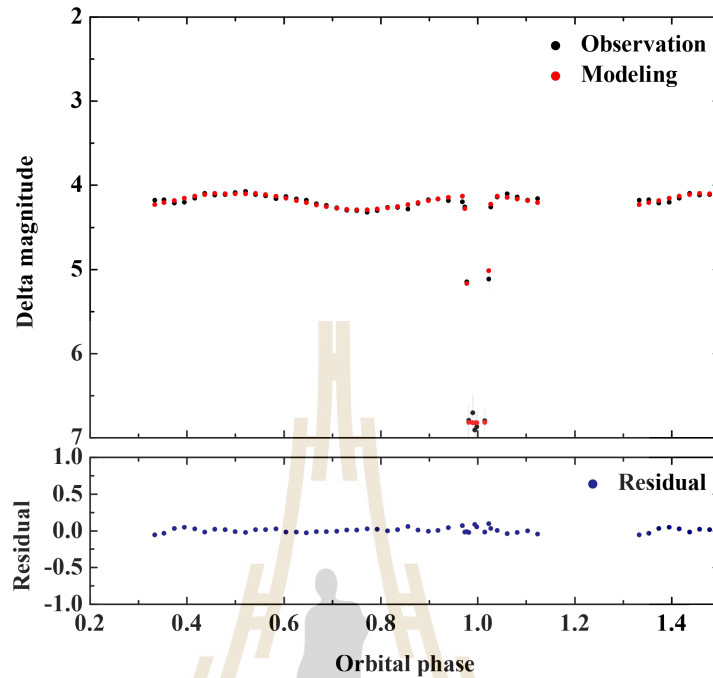 2
3
4
5
6
7
Delta magnitude
Observation
Modeling
1.0
0.5
0.0
-0.5
-1.0
Residual
Residual
0.2 0.4 0.6 0.8 1.0 1.2 1.4
Orbital phase